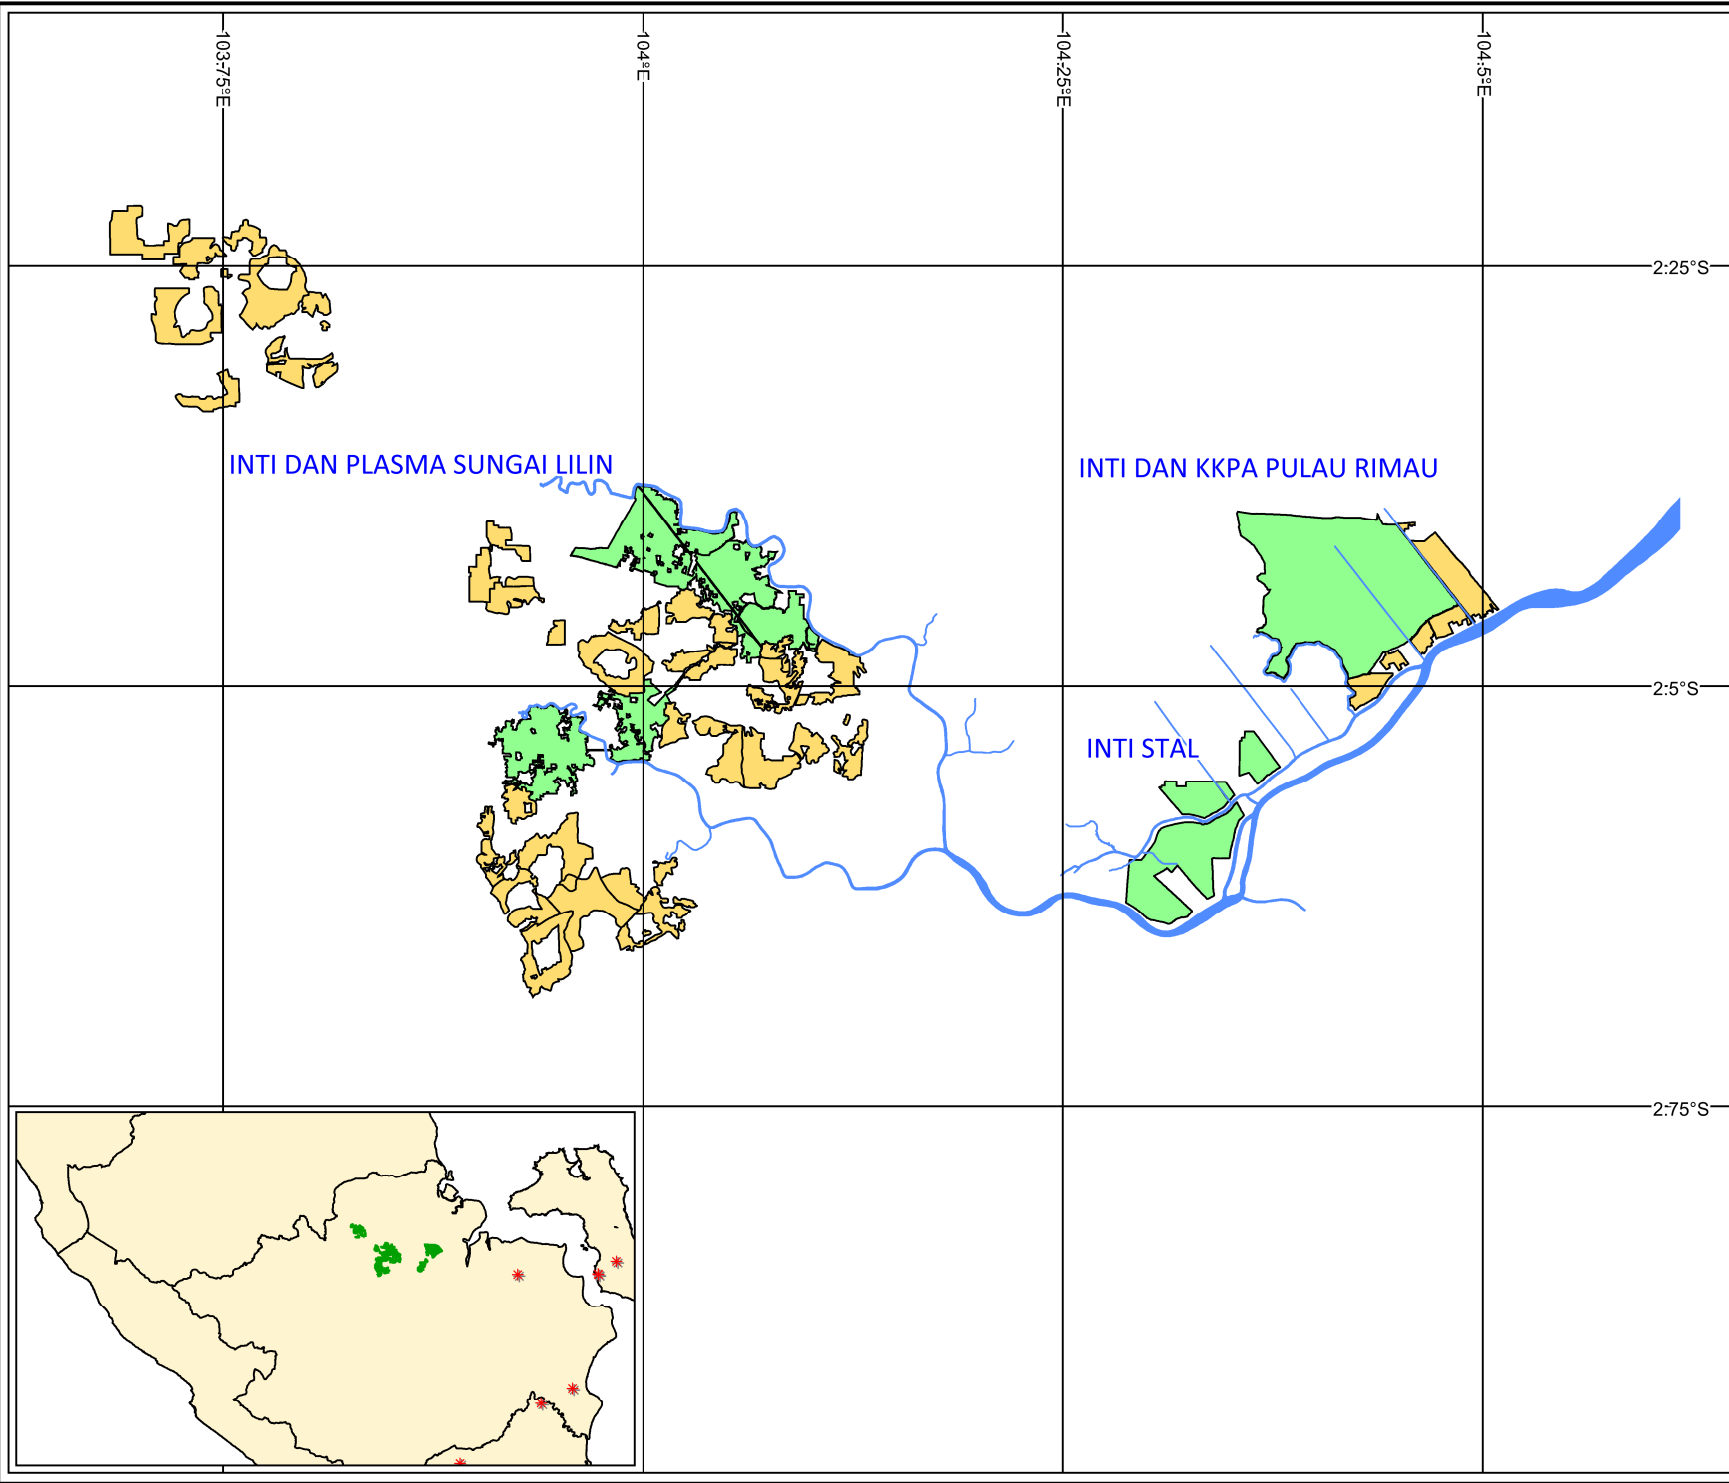 103:75°E
104°E
104:25°E
104:5°E
2:25°S
INTI DAN PLASMA SUNGAI LILIN
INTI DAN KKPA PULAU RIMAU
2:5°S
INTI STAL
2:75°S